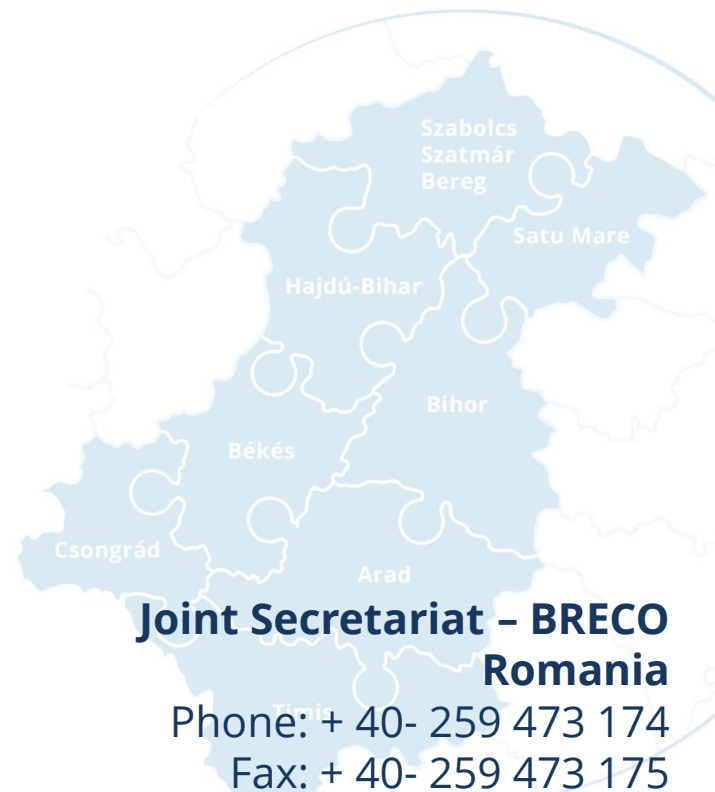 Szabolcs
Szatmár
Bereg
Satu Mare
Hajdú-Bihar
Bihor
Békés
Csongrád
Arad
Joint Secretariat – BRECO
Romania
Timis
Phone: + 40- 259 473 174
Fax: + 40- 259 473 175